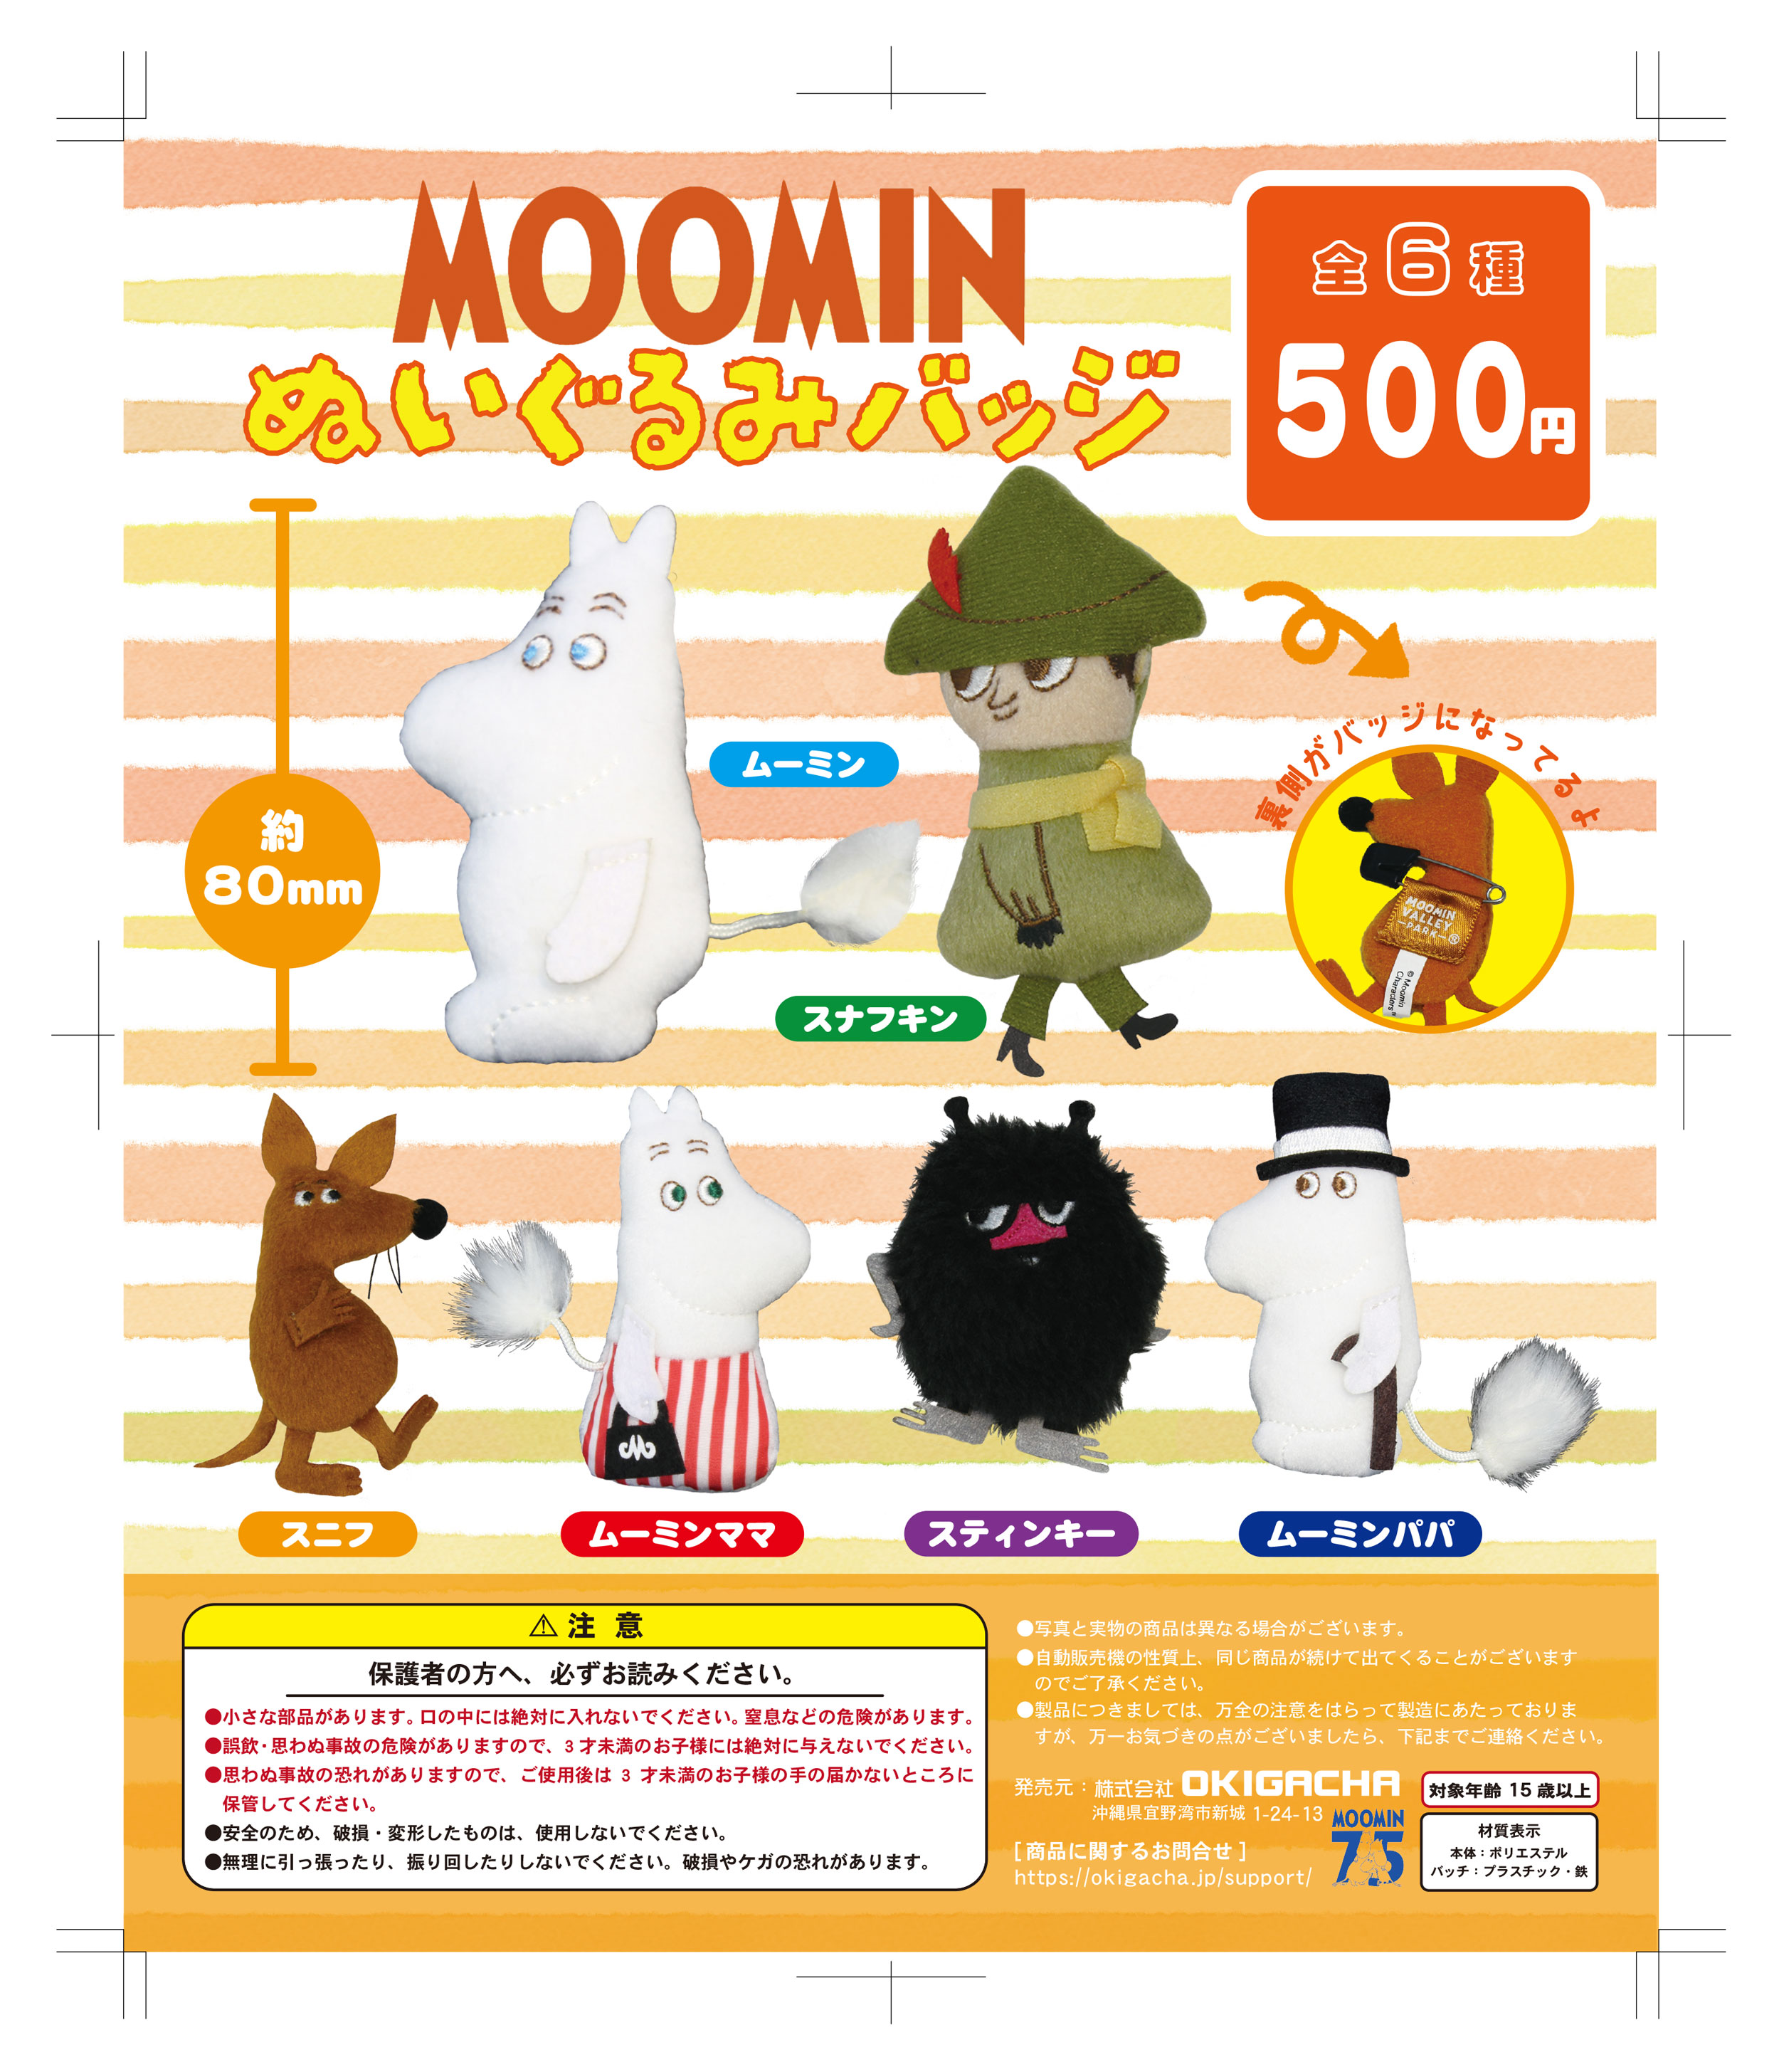 MOOMIN
ぬいぐるみバッジ
全6種
500円
約
80mm
ムーミン
スナフキン
裏側がバッジになってるよ
MOOMIN
VALLEY
PARK
© Moomin
Characters
スニフ
ムーミンママ
スティンキー
ムーミンパパ
⚠注 意
保護者の方へ、必ずお読みください。
●小さな部品があります。口の中には絶対に入れないでください。窒息などの危険があります。
●誤飲・思わぬ事故の危険がありますので、3才未満のお子様には絶対に与えないでください。
●思わぬ事故の恐れがありますので、ご使用後は 3 才未満のお子様の手の届かないところに
保管してください。
●安全のため、破損・変形したものは、使用しないでください。
●無理に引っ張ったり、振り回したりしないでください。破損やケガの恐れがあります。
●写真と実物の商品は異なる場合がございます。
●自動販売機の性質上、同じ商品が続けて出てくることがございます
のでご了承ください。
●製品につきましては、万全の注意をはらって製造にあたっておりま
すが、万一お気づきの点がございましたら、下記までご連絡ください。
発売元：株式会社 OKIGACHA
沖縄県宜野湾市新城 1-24-13
[商品に関するお問合せ]
https://okigacha.jp/support/
MOOMIN
75
対象年齢 15 歳以上
材質表示
本体：ポリエステル
バッチ：プラスチック・鉄